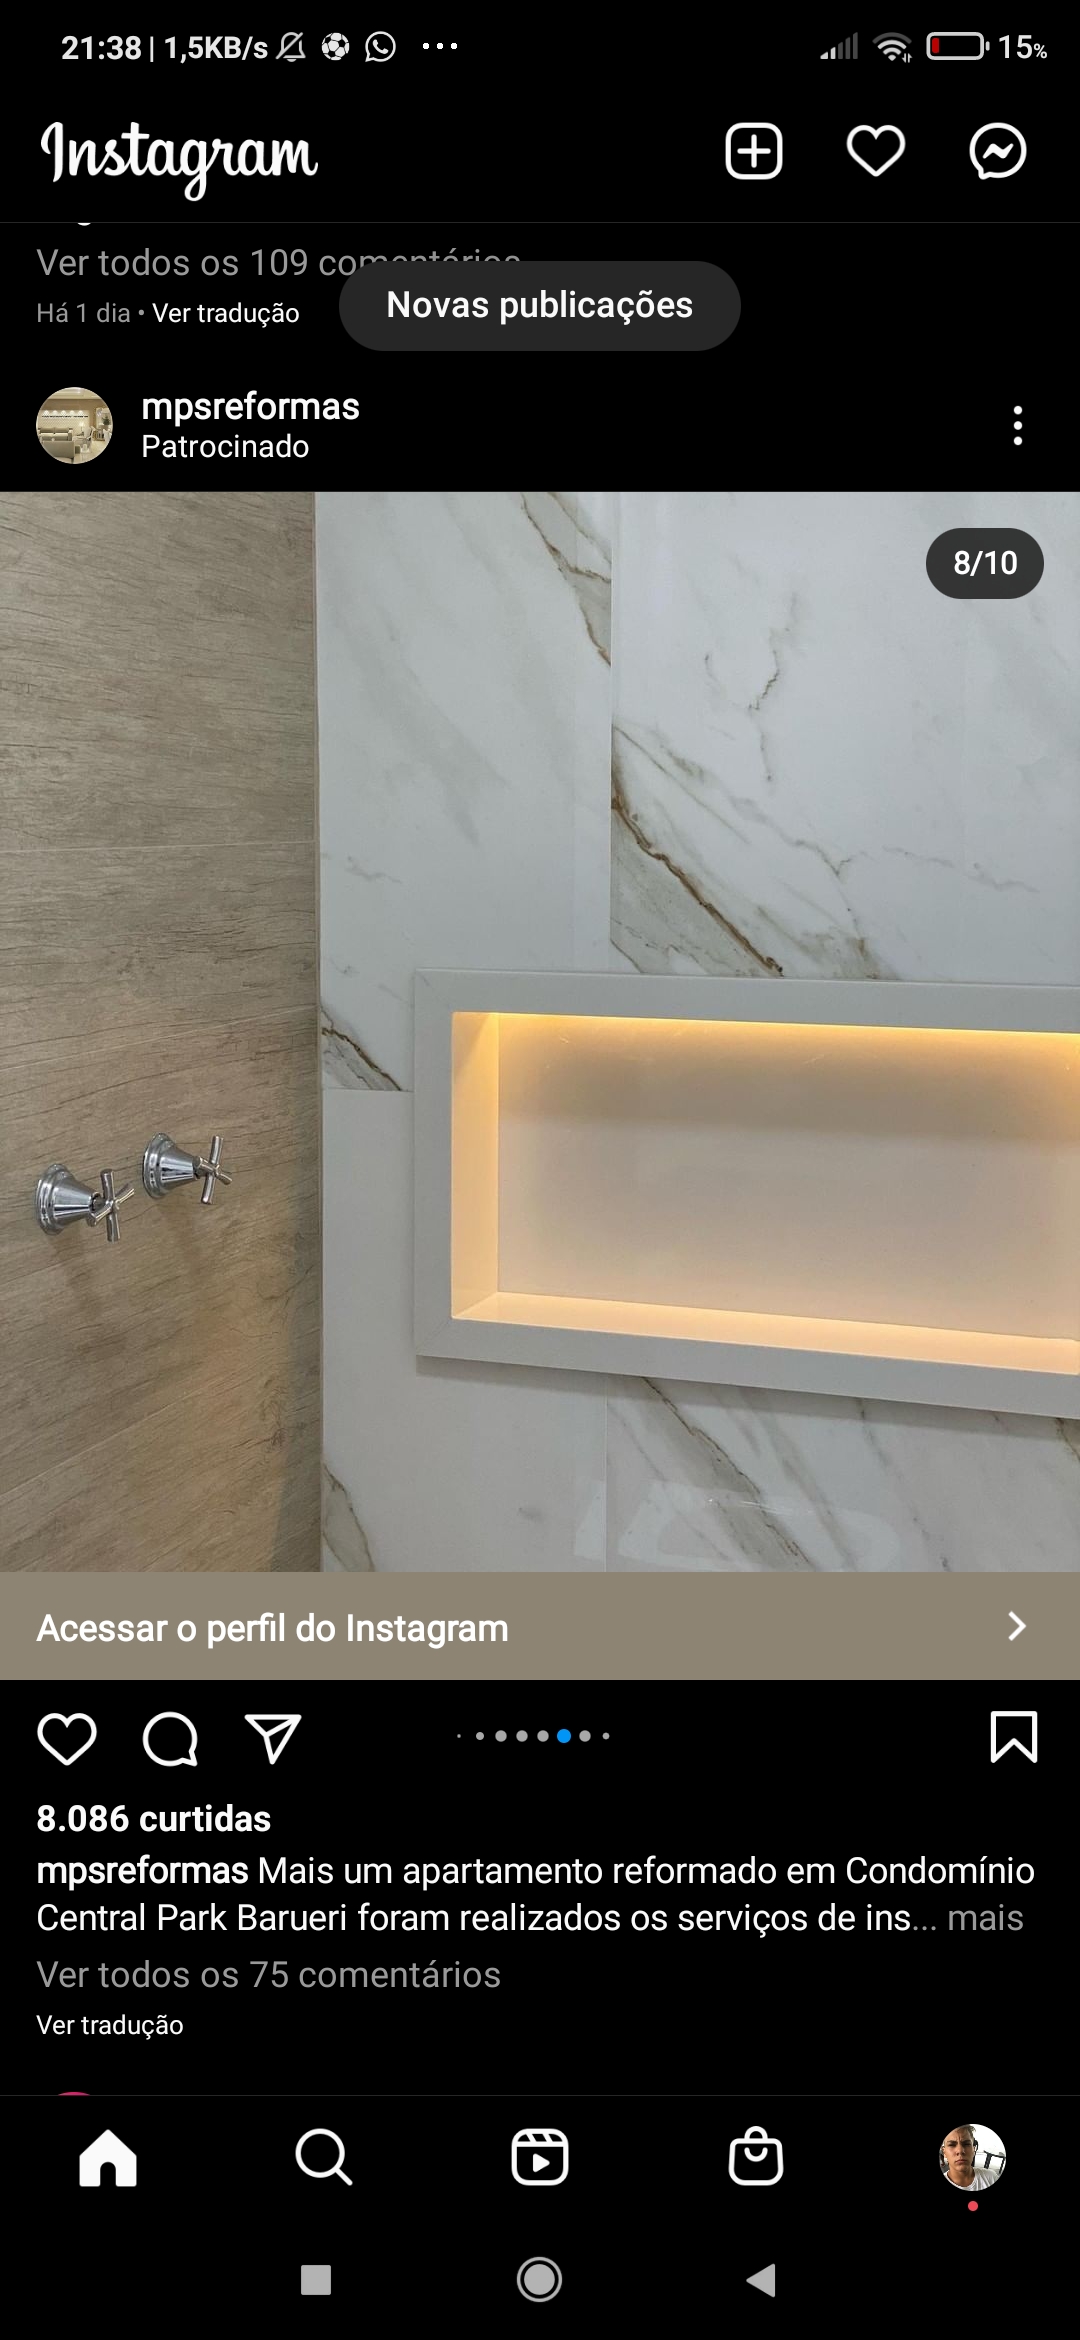 21:38 | 1,5KB/s
15%
Instagram
Ver todos os 109 comentários
Novas publicações
Há 1 dia • Ver tradução
mpsreformas
Patrocinado
8/10
Acessar o perfil do Instagram
8.086 curtidas
mpsreformas Mais um apartamento reformado em Condomínio
Central Park Barueri foram realizados os serviços de ins... mais
Ver todos os 75 comentários
Ver tradução